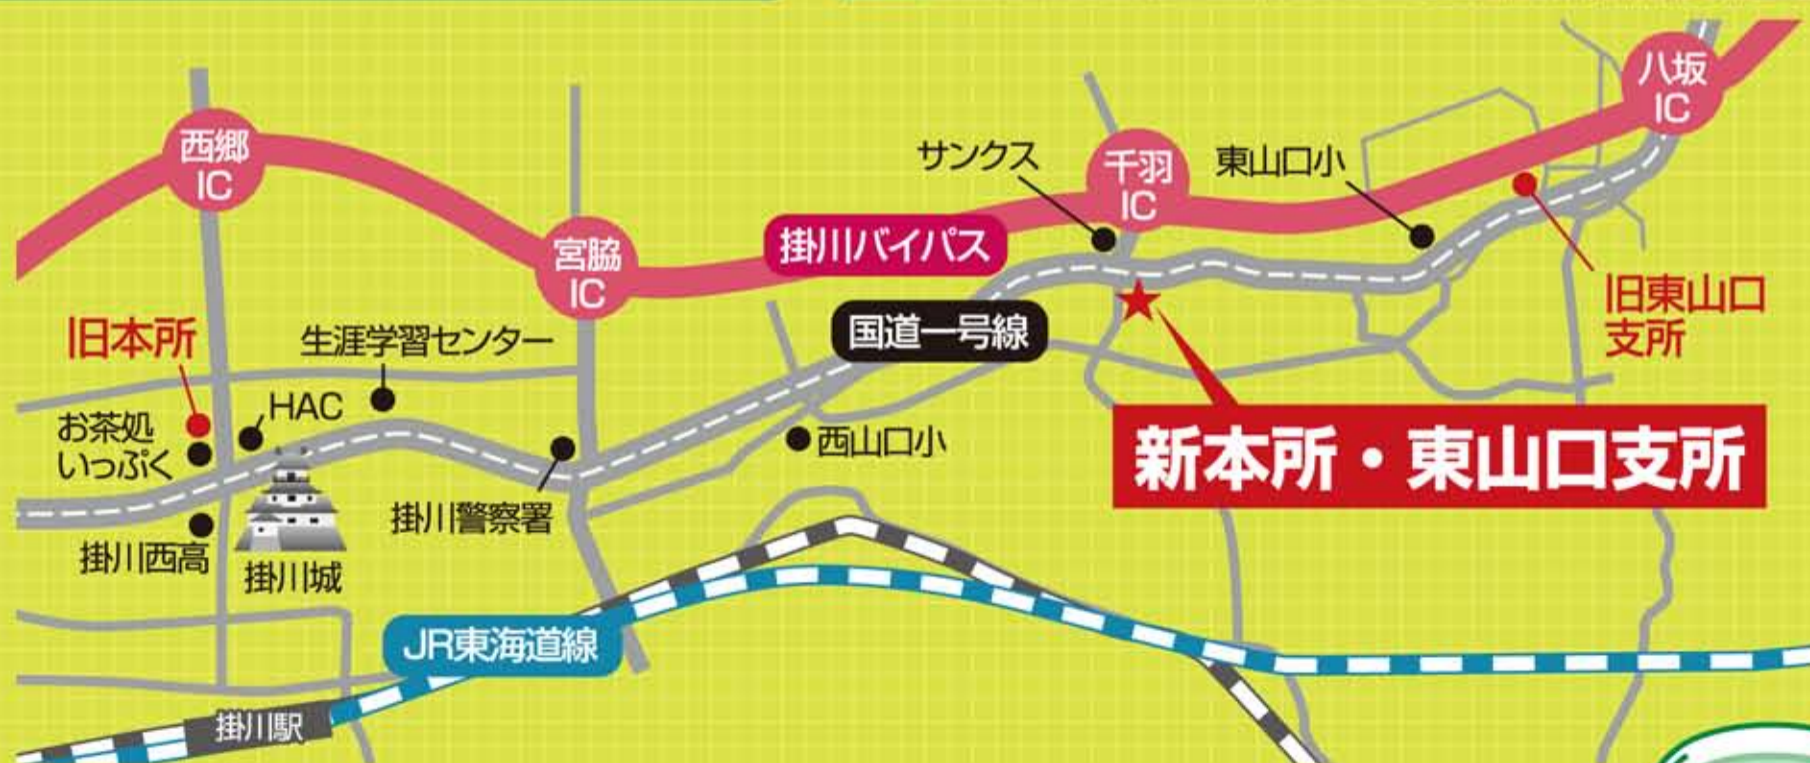 八坂
IC
西郷
IC
サンクス
千羽
IC
東山口小
宮脇
IC
掛川バイパス
旧東山口
支所
旧本所
生涯学習センター
国道一号線
HAC
お茶処
いっぷく
西山口小
新本所・東山口支所
掛川警察署
掛川西高
掛川城
JR東海道線
掛川駅